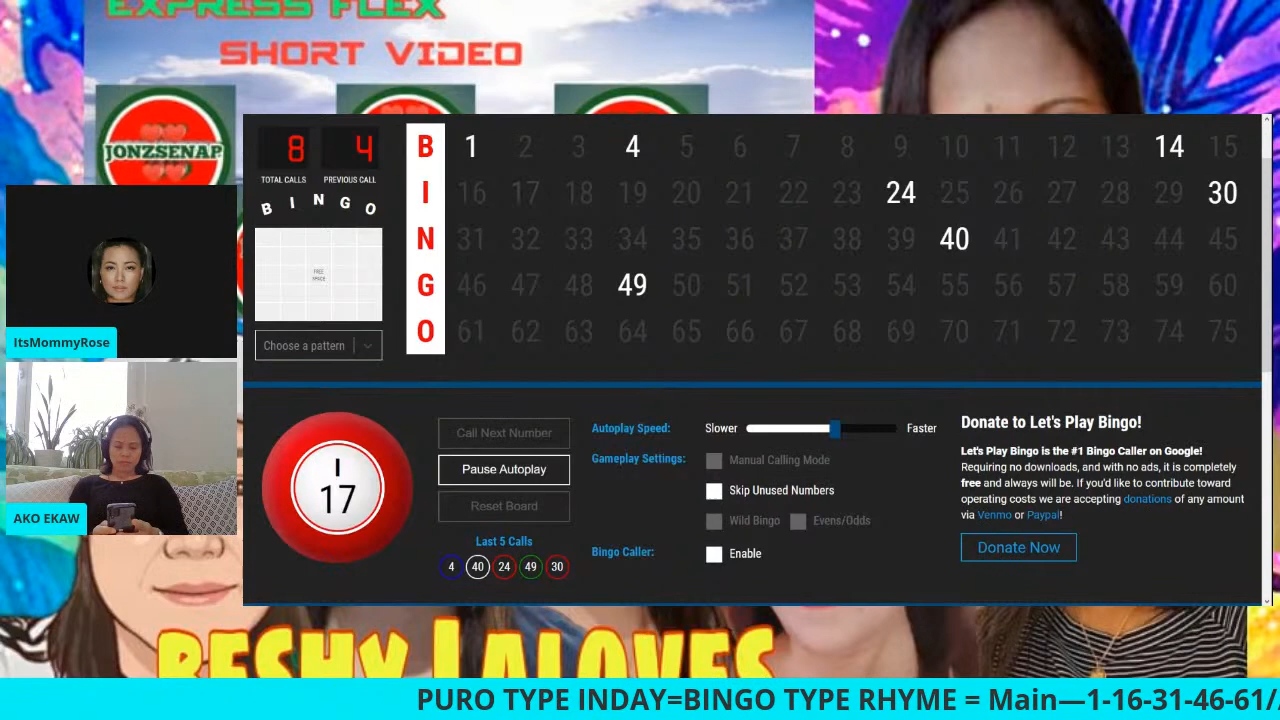 EXPRESS FLEX
SHORT VIDEO
JONZSENAP
8 4
TOTAL CALLS PREVIOUS CALL
B I N G O
FREE SPACE
Choose a pattern
B 1 2 3 4 5 6 7 8 9 10 11 12 13 14 15
I 16 17 18 19 20 21 22 23 24 25 26 27 28 29 30
N 31 32 33 34 35 36 37 38 39 40 41 42 43 44 45
G 46 47 48 49 50 51 52 53 54 55 56 57 58 59 60
O 61 62 63 64 65 66 67 68 69 70 71 72 73 74 75
ItsMommyRose
AKO EKAW
I
17
Call Next Number
Pause Autoplay
Reset Board
Last 5 Calls
4 40 24 49 30
Autoplay Speed: Slower Faster
Gameplay Settings: Manual Calling Mode
Skip Unused Numbers
Wild Bingo Evens/Odds
Bingo Caller: Enable
Donate to Let's Play Bingo!
Let's Play Bingo is the #1 Bingo Caller on Google!
Requiring no downloads, and with no ads, it is completely
free and always will be. If you'd like to contribute toward
operating costs we are accepting donations of any amount
via Venmo or Paypal!
Donate Now
BESHY LALOVES
PURO TYPE INDAY=BINGO TYPE RHYME = Main—1-16-31-46-61/